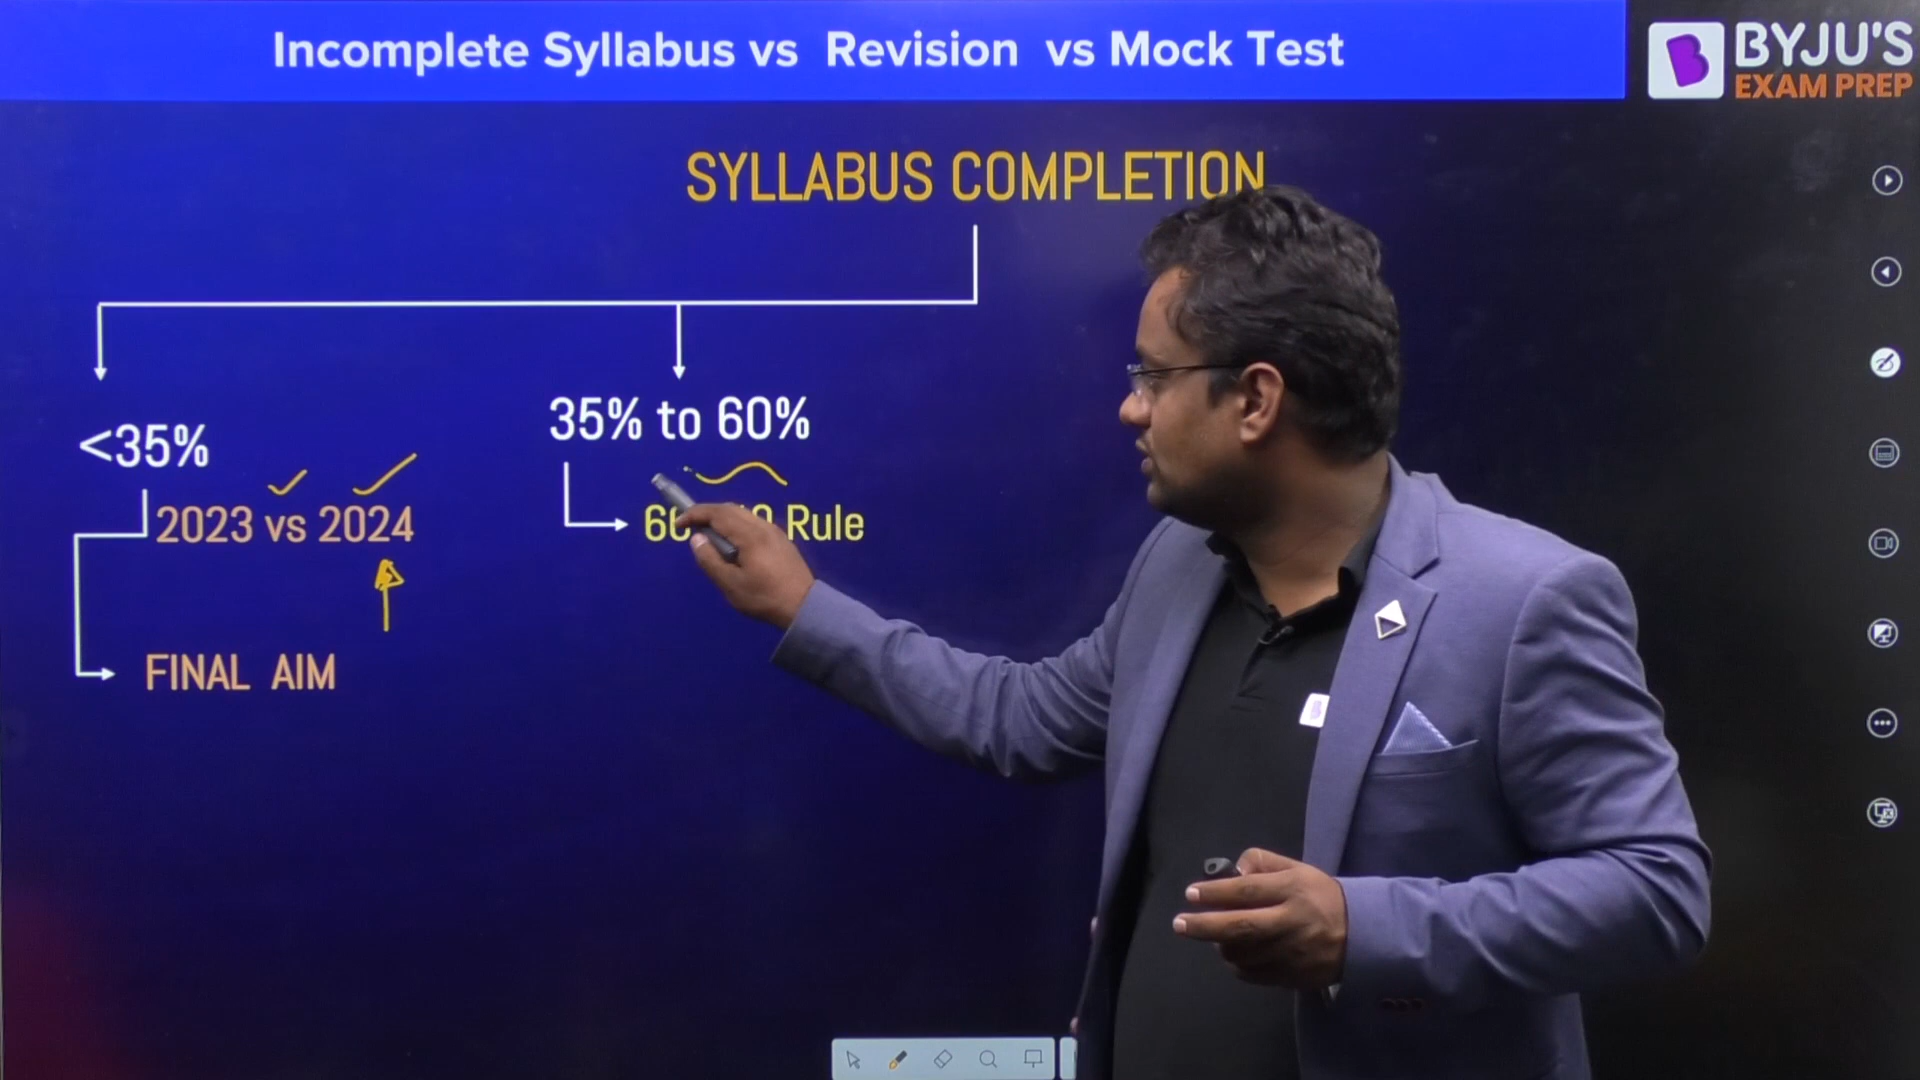 Incomplete Syllabus vs Revision vs Mock Test
BYJU'S
EXAM PREP
SYLLABUS COMPLETION
<35%
35% to 60%
2023 vs 2024
Rule
FINAL AIM